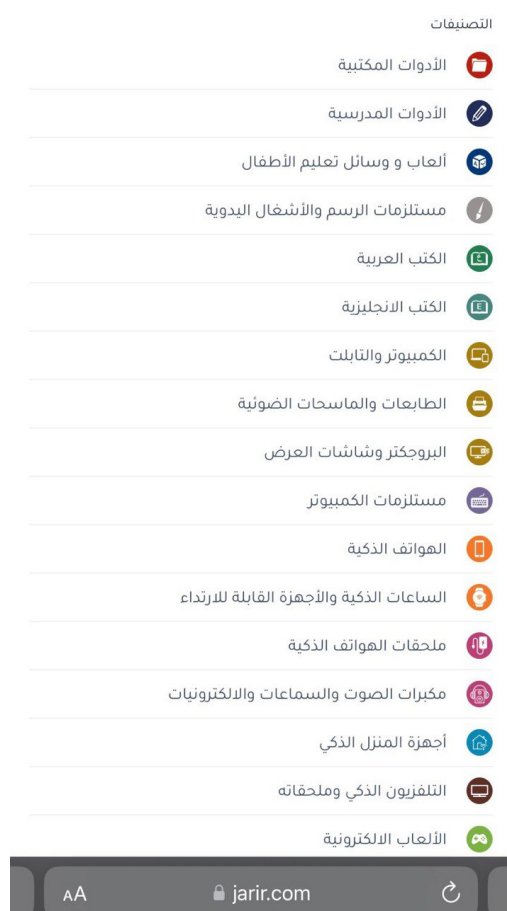 التصنيفات
الأدوات المكتبية
الأدوات المدرسية
ألعاب و وسائل تعليم الأطفال
مستلزمات الرسم والأشغال اليدوية
الكتب العربية
الكتب الانجليزية
الكمبيوتر والتابلت
الطابعات والماسحات الضوئية
البروجكتر وشاشات العرض
مستلزمات الكمبيوتر
الهواتف الذكية
الساعات الذكية والأجهزة القابلة للارتداء
ملحقات الهواتف الذكية
مكبرات الصوت والسماعات والالكترونيات
أجهزة المنزل الذكي
التلفزيون الذكي وملحقاته
الألعاب الالكترونية
AA jarir.com